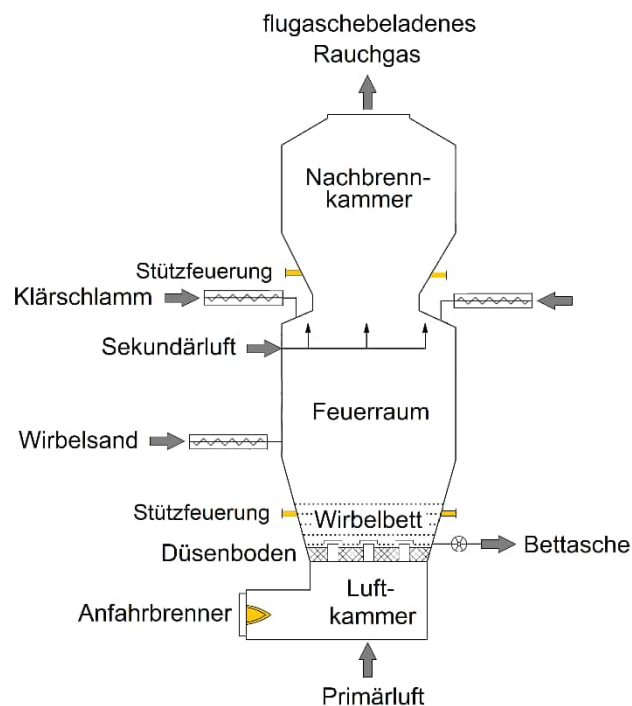 flugaschebeladenes
Rauchgas
Nachbrenn-
kammer
Stützfeuerung
Klärschlamm
Sekundärluft
Feuerraum
Wirbelsand
Stützfeuerung
Wirbelbett
Düsenboden
Bettasche
Luft-
kammer
Anfahrbrenner
Primärluft